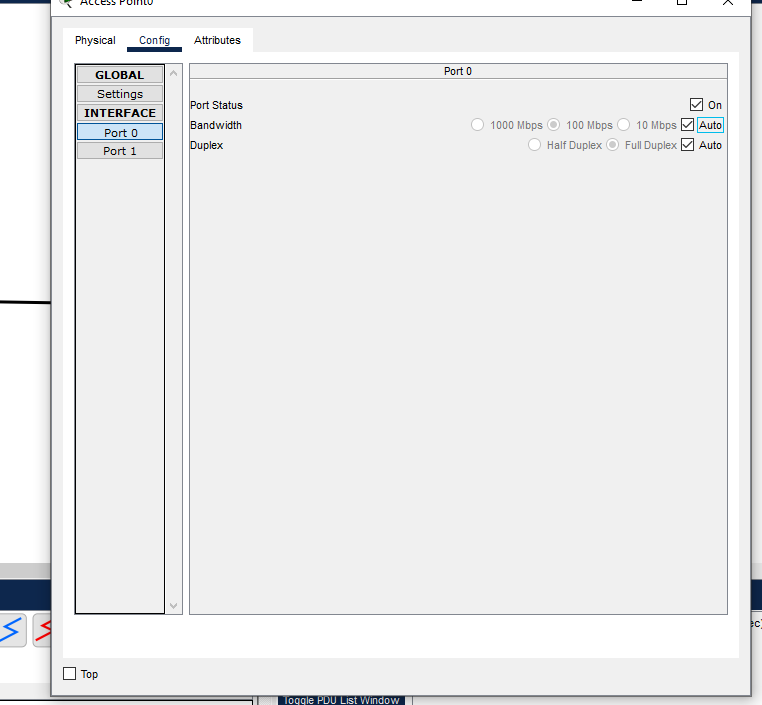 Access Point0
Physical Config Attributes
GLOBAL
Settings
INTERFACE
Port 0
Port 1
Port 0
Port Status On
Bandwidth 1000 Mbps 100 Mbps 10 Mbps Auto
Duplex Half Duplex Full Duplex Auto
Top
Toggle PDU List Window